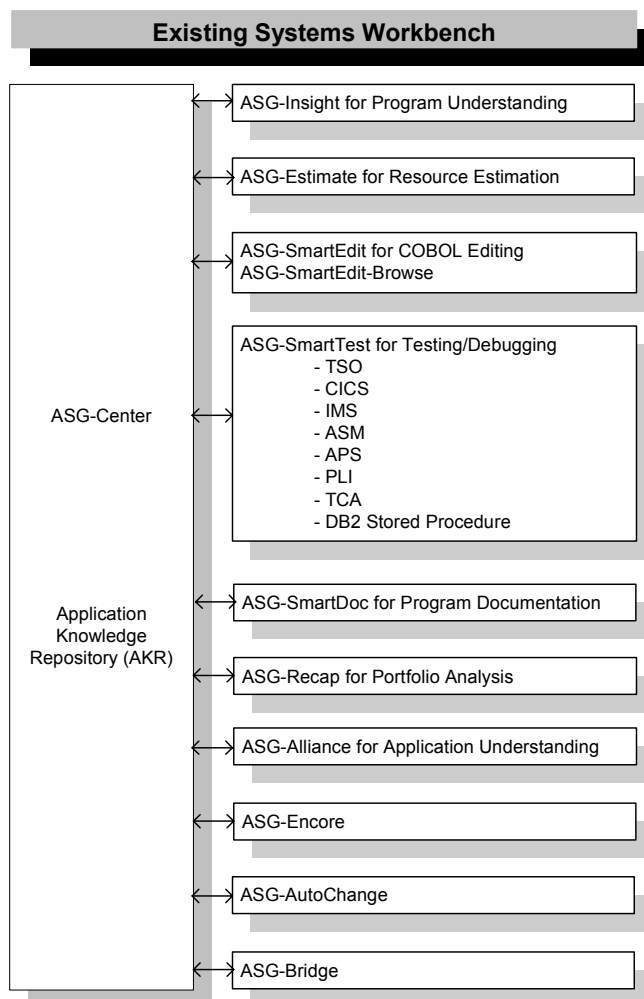 Existing Systems Workbench
ASG-Center
Application
Knowledge
Repository (AKR)
ASG-Insight for Program Understanding
ASG-Estimate for Resource Estimation
ASG-SmartEdit for COBOL Editing
ASG-SmartEdit-Browse
ASG-SmartTest for Testing/Debugging
- TSO
- CICS
- IMS
- ASM
- APS
- PLI
- TCA
- DB2 Stored Procedure
ASG-SmartDoc for Program Documentation
ASG-Recap for Portfolio Analysis
ASG-Alliance for Application Understanding
ASG-Encore
ASG-AutoChange
ASG-Bridge